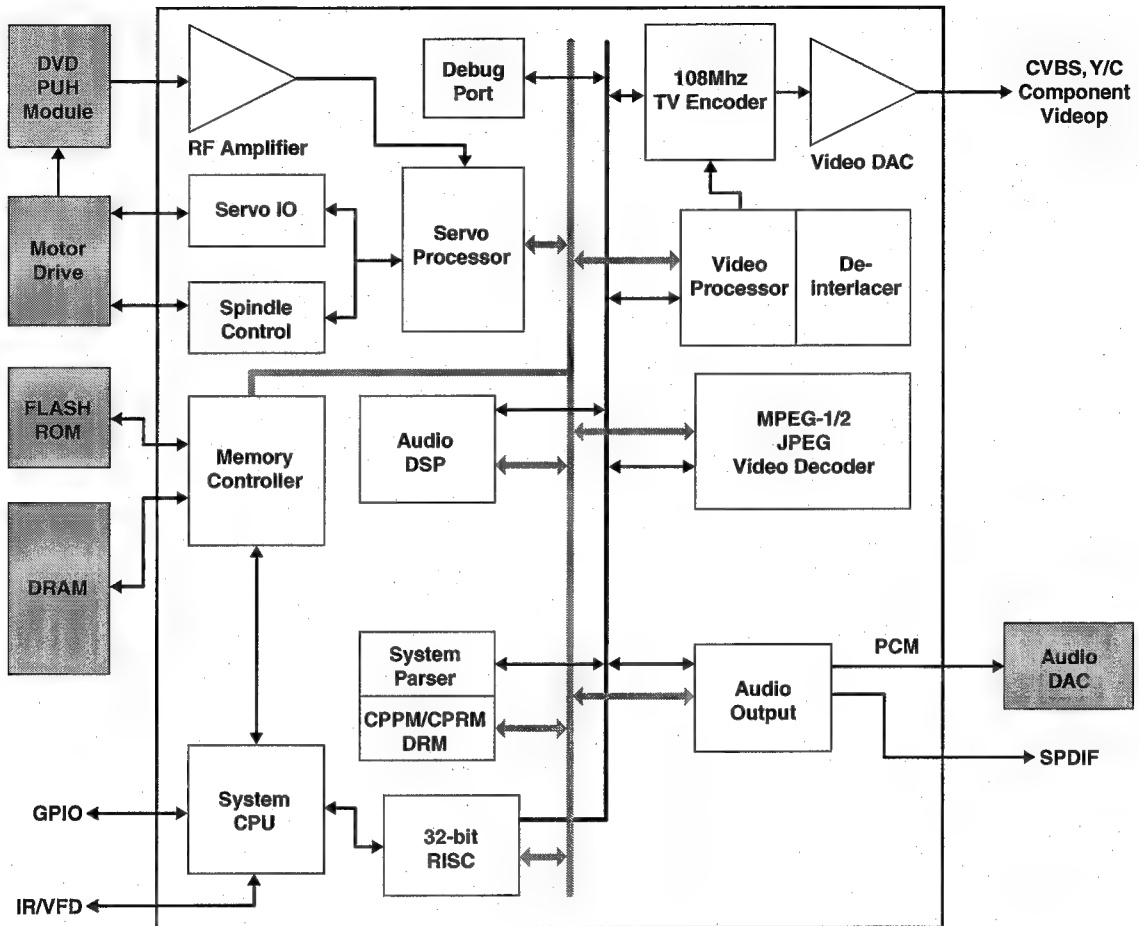 DVD
PUH
Module
RF Amplifier
Debug
Port
108Mhz
TV Encoder
Video DAC
CVBS, Y/C
Component
Videop
Motor
Drive
Servo IO
Spindle
Control
Servo
Processor
Video
Processor
De-
interlacer
FLASH
ROM
DRAM
Memory
Controller
Audio
DSP
MPEG-1/2
JPEG
Video Decoder
System
Parser
CPPM/CPRM
DRM
Audio
Output
PCM
Audio
DAC
SPDIF
GPIO
IR/VFD
System
CPU
32-bit
RISC